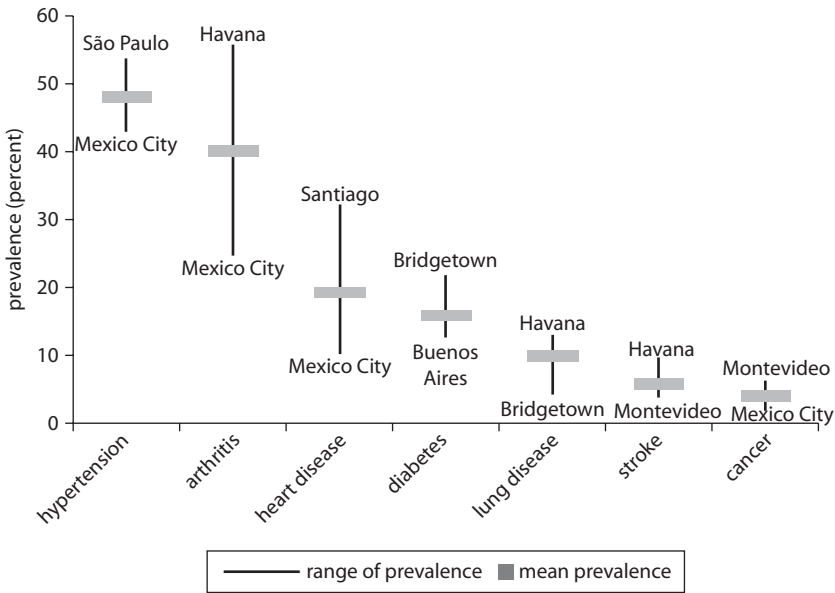 prevalence (percent)
60
50
40
30
20
10
0
São Paulo
Mexico City
Havana
Mexico City
Santiago
Mexico City
Bridgetown
Buenos
Aires
Havana
Bridgetown
Havana
Montevideo
Montevideo
Mexico City
hypertension
arthritis
heart disease
diabetes
lung disease
stroke
cancer
range of prevalence
mean prevalence